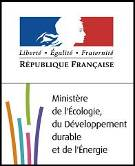 Liberté • Égalité • Fraternité
RÉPUBLIQUE FRANÇAISE
Ministère
de l'Écologie,
du Développement
durable
et de l'Énergie